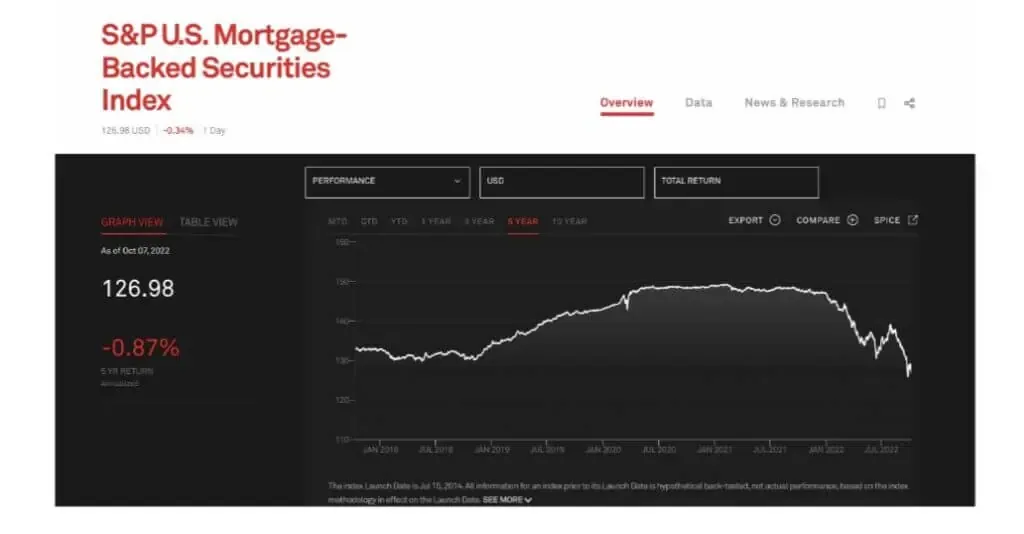 S&P U.S. Mortgage-
Backed Securities
Index
126.98 USD | -0.34% 1 Day
Overview Data News & Research
PERFORMANCE USD TOTAL RETURN
GRAPH VIEW TABLE VIEW
MTD QTD YTD 1 YEAR 3 YEAR 5 YEAR 10 YEAR
EXPORT COMPARE SPICE
As of Oct 07, 2022
126.98
-0.87%
5 YR RETURN
Annualized
160
150
140
130
120
110
JAN 2018 JUL 2018 JAN 2019 JUL 2019 JAN 2020 JUL 2020 JAN 2021 JUL 2021 JAN 2022 JUL 2022
The index Launch Date is Jul 15, 2014. All information for an index prior to its Launch Date is hypothetical back-tested, not actual performance, based on the index
methodology in effect on the Launch Date. SEE MORE